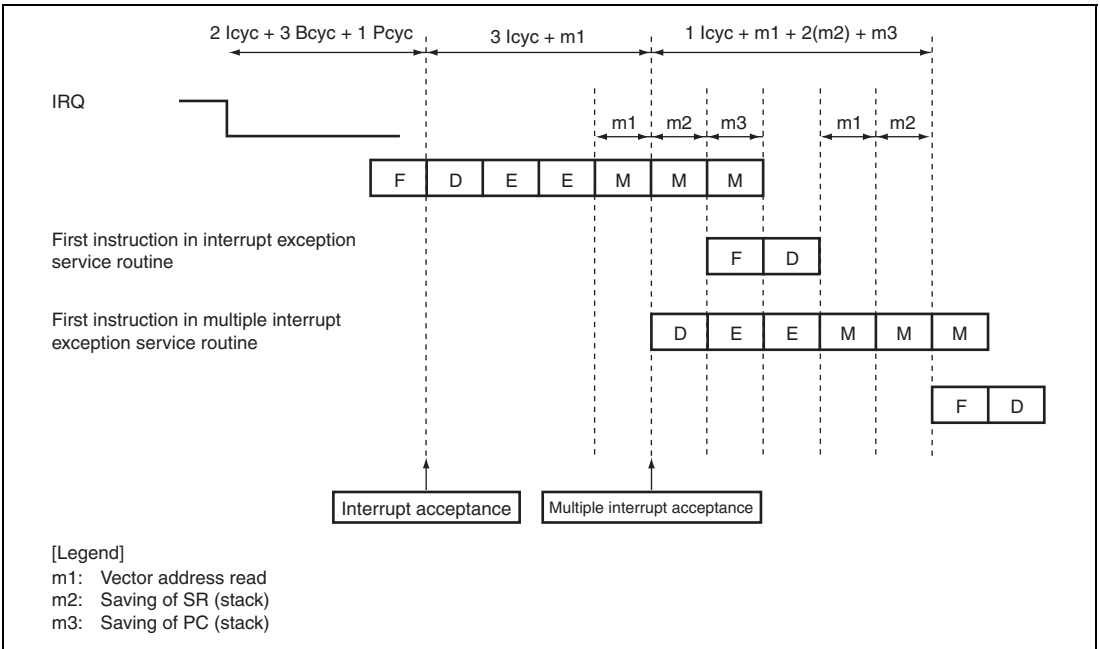 2 Icyc + 3 Bcyc + 1 Pcyc 3 Icyc + m1 1 Icyc + m1 + 2(m2) + m3
IRQ
m1 m2 m3 m1 m2
F D E E M M M
First instruction in interrupt exception
service routine
F D
First instruction in multiple interrupt
exception service routine
D E E M M M
F D
Interrupt acceptance Multiple interrupt acceptance
[Legend]
m1: Vector address read
m2: Saving of SR (stack)
m3: Saving of PC (stack)